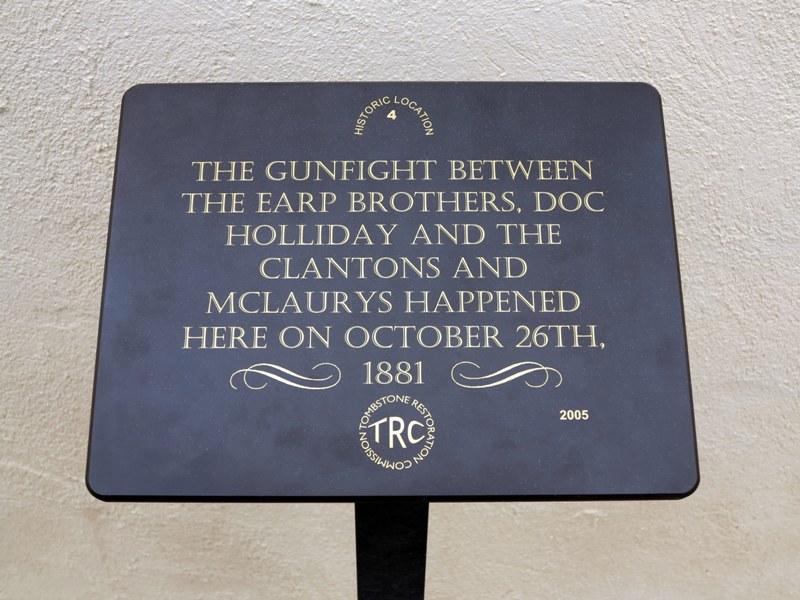 HISTORIC LOCATION
4
THE GUNFIGHT BETWEEN
THE EARP BROTHERS, DOC
HOLLIDAY AND THE
CLANTONS AND
MCLAURYS HAPPENED
HERE ON OCTOBER 26TH,
1881
2005
TOMBSTONE RESTORATION COMMISSION
TRC